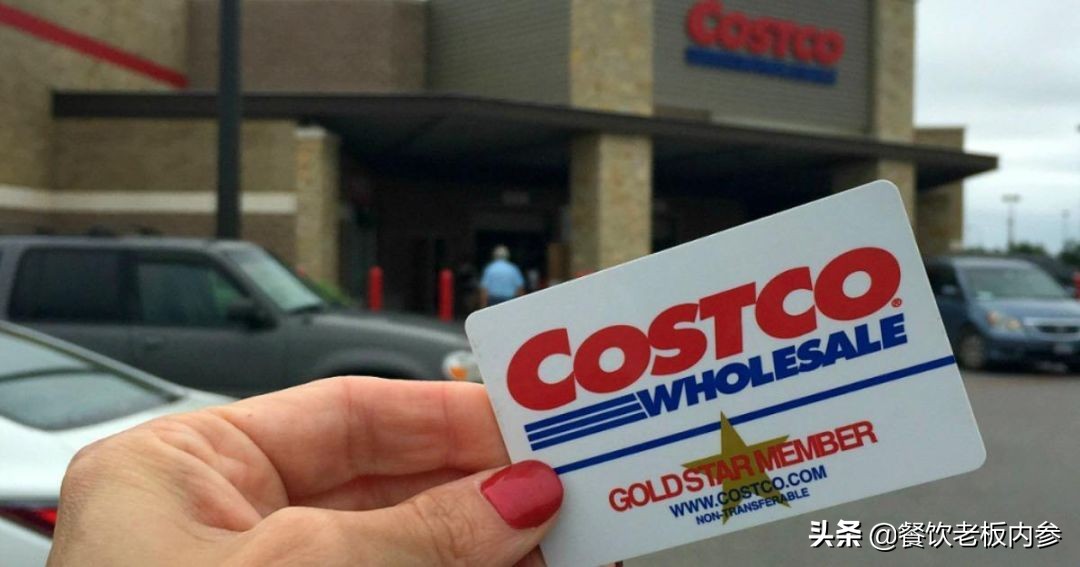 COSTCO
COSTCO®
WHOLESALE
GOLD STAR MEMBER
WWW.COSTCO.COM
NON-TRANSFERABLE
头条 @餐饮老板内参